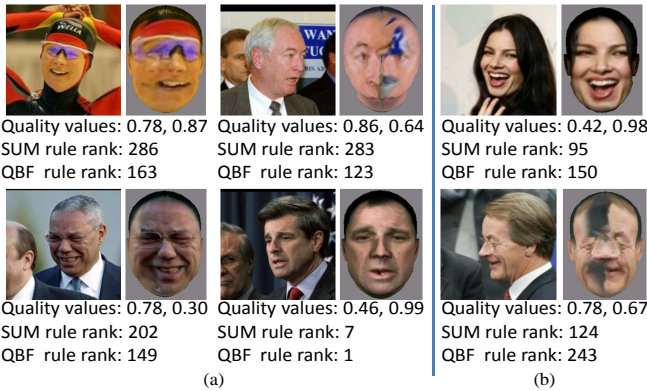 WELLA
WAN
TUC
RIS AF
Quality values: 0.78, 0.87
SUM rule rank: 286
QBF rule rank: 163
Quality values: 0.86, 0.64
SUM rule rank: 283
QBF rule rank: 123
Quality values: 0.42, 0.98
SUM rule rank: 95
QBF rule rank: 150
Quality values: 0.78, 0.30
SUM rule rank: 202
QBF rule rank: 149
Quality values: 0.46, 0.99
SUM rule rank: 7
QBF rule rank: 1
Quality values: 0.78, 0.67
SUM rule rank: 124
QBF rule rank: 243
(a)
(b)